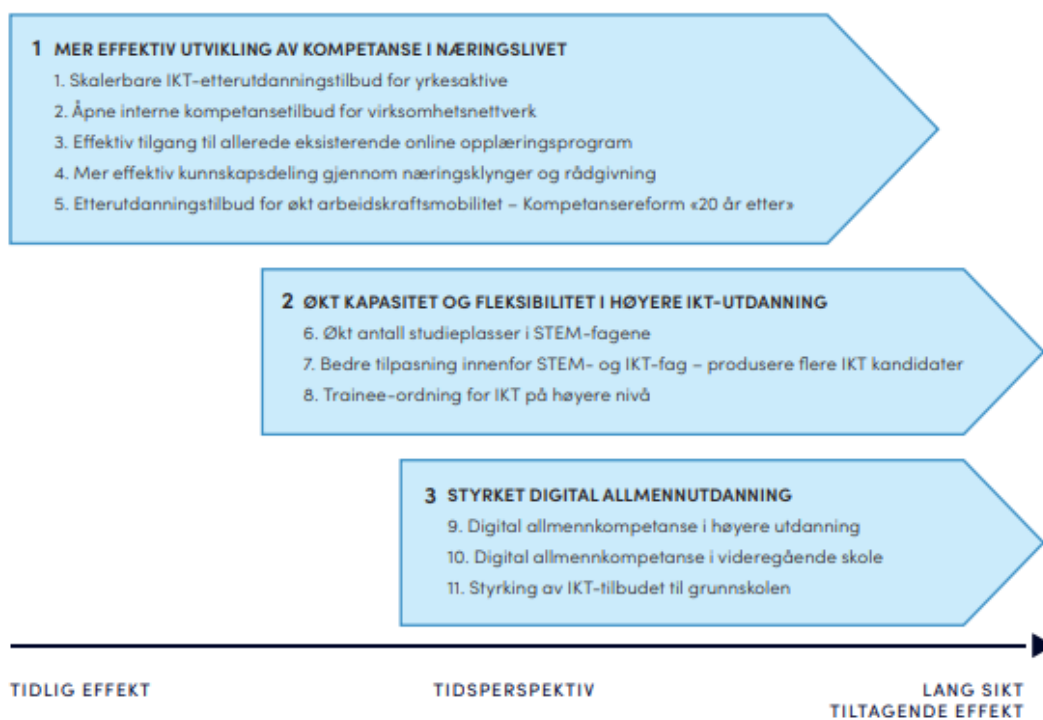 1 MER EFFEKTIV UTVIKLING AV KOMPETANSE I NÆRINGSLIVET
1. Skalerbare IKT-etterutdanningstilbud for yrkesaktive
2. Åpne interne kompetansetilbud for virksomhetsnettverk
3. Effektiv tilgang til allerede eksisterende online opplæringsprogram
4. Mer effektiv kunnskapsdeling gjennom næringsklynger og rådgivning
5. Etterutdanningstilbud for økt arbeidskraftsmobilitet – Kompetansereform «20 år etter»
2 ØKT KAPASITET OG FLEKSIBILITET I HØYERE IKT-UTDANNING
6. Økt antall studieplasser i STEM-fagene
7. Bedre tilpasning innenfor STEM- og IKT-fag – produsere flere IKT kandidater
8. Trainee-ordning for IKT på høyere nivå
3 STYRKET DIGITAL ALLMENNUTDANNING
9. Digital allmennkompetanse i høyere utdanning
10. Digital allmennkompetanse i videregående skole
11. Styrking av IKT-tilbudet til grunnskolen
TIDLIG EFFEKT
TIDSPERSPEKTIV
LANG SIKT
TILTAGENDE EFFEKT